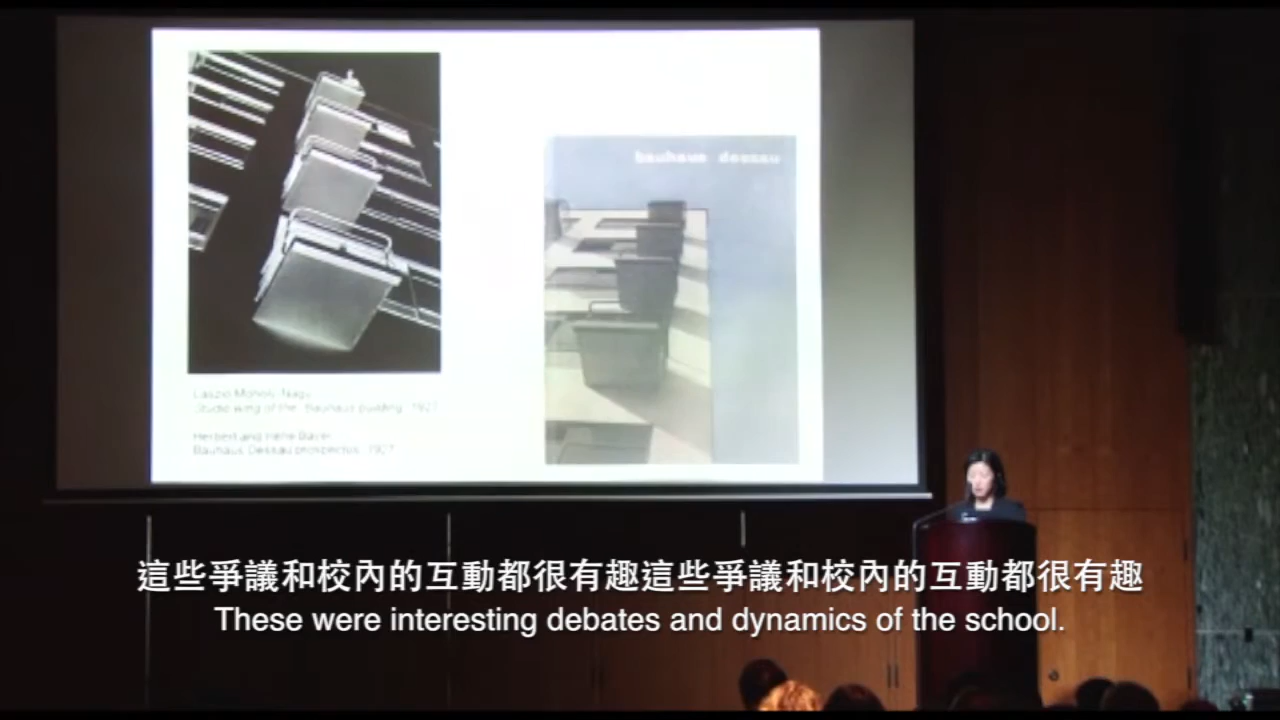 bauhaus dessau
Laszlo Moholy-Nagy
Studio wing of the Bauhaus building 1927
Herbert and Irene Bayer
Bauhaus Dessau prospectus 1927
這些爭議和校內的互動都很有趣這些爭議和校內的互動都很有趣
These were interesting debates and dynamics of the school.